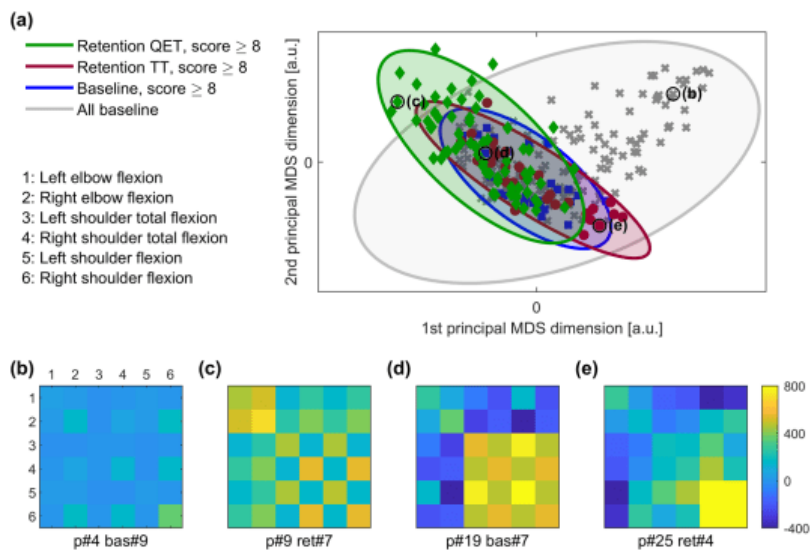 (a)
Retention QET, score ≥ 8
Retention TT, score ≥ 8
Baseline, score ≥ 8
All baseline
1: Left elbow flexion
2: Right elbow flexion
3: Left shoulder total flexion
4: Right shoulder total flexion
5: Left shoulder flexion
6: Right shoulder flexion
2nd principal MDS dimension [a.u.]
0
(b)
(c)
(d)
(e)
0
1st principal MDS dimension [a.u.]
(b) (c) (d) (e)
1 2 3 4 5 6
1
2
3
4
5
6
800
400
0
-400
p#4 bas#9 p#9 ret#7 p#19 bas#7 p#25 ret#4